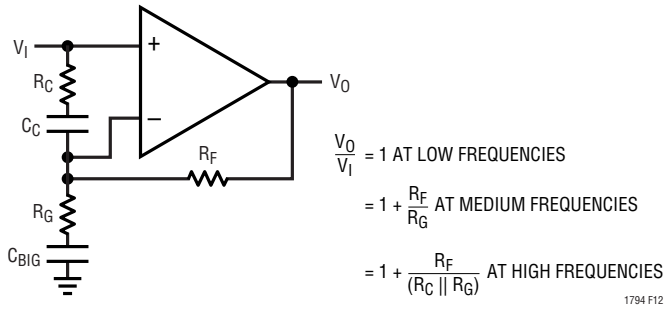 V_I
+
R_C
C_C
−
V_O
R_F
R_G
C_BIG
V_O/V_I = 1 AT LOW FREQUENCIES
= 1 + R_F/R_G AT MEDIUM FREQUENCIES
= 1 + R_F/(R_C || R_G) AT HIGH FREQUENCIES
1794 F12